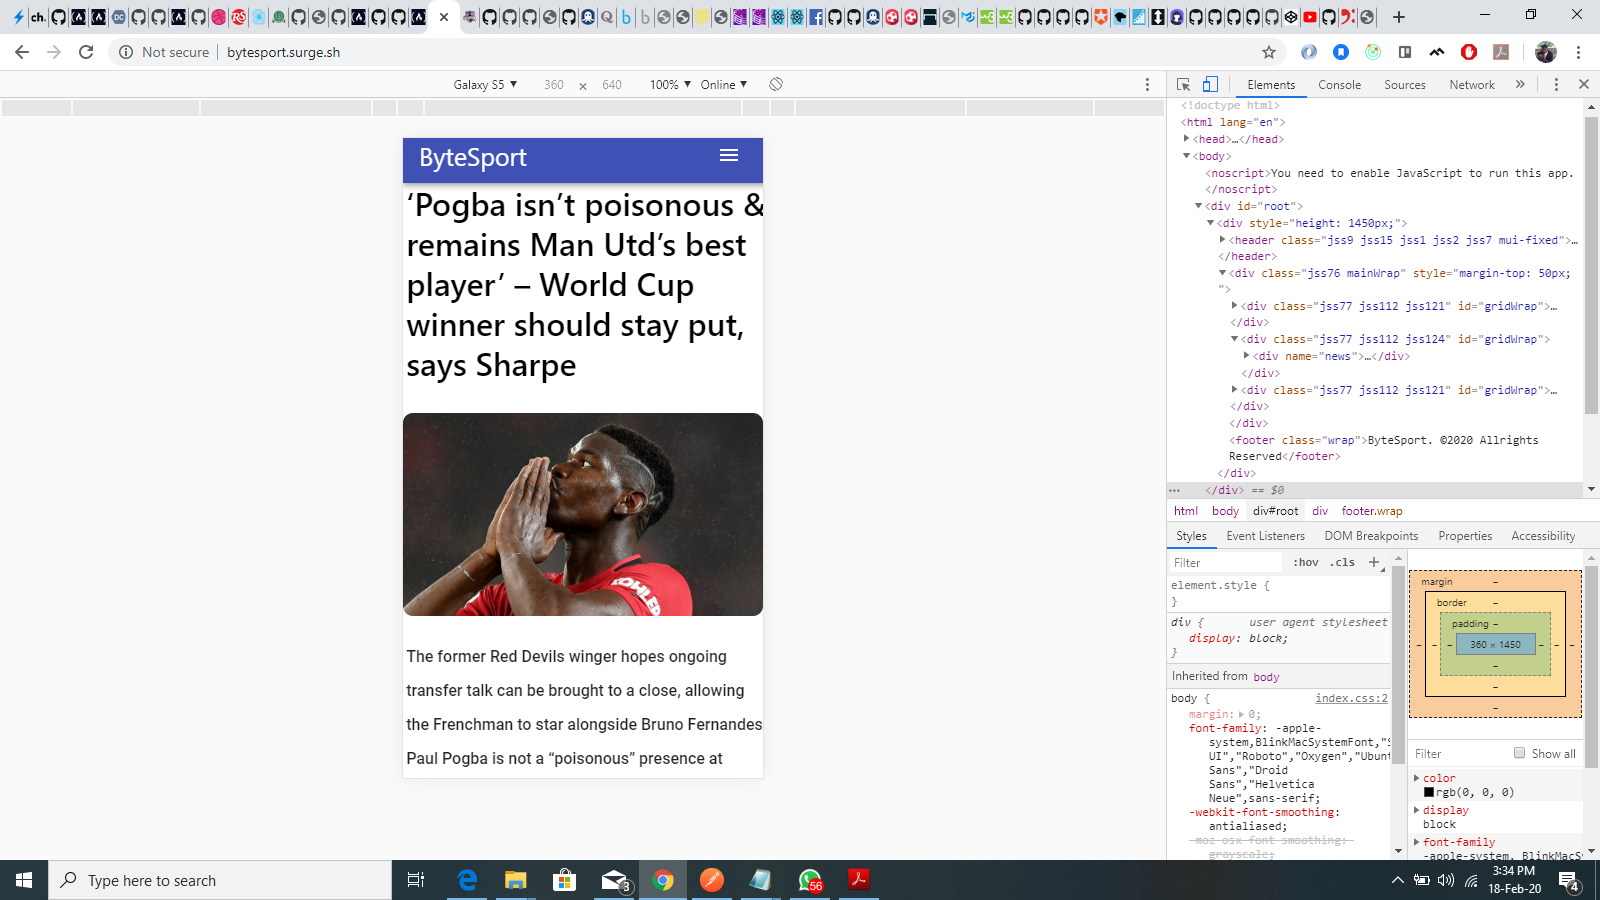 ch.
Not secure
bytesport.surge.sh
Galaxy S5 ▼ 360 × 640 100% ▼ Online ▼
Elements Console Sources Network »
ByteSport
‘Pogba isn’t poisonous &
remains Man Utd’s best
player’ – World Cup
winner should stay put,
says Sharpe
KOHLER
The former Red Devils winger hopes ongoing
transfer talk can be brought to a close, allowing
the Frenchman to star alongside Bruno Fernandes
Paul Pogba is not a “poisonous” presence at
<!doctype html>
<html lang="en">
<head>…</head>
<body>
<noscript>You need to enable JavaScript to run this app.
</noscript>
<div id="root">
<div style="height: 1450px;">
<header class="jss9 jss15 jss1 jss2 jss7 mui-fixed">…
</header>
<div class="jss76 mainWrap" style="margin-top: 50px;
">
<div class="jss77 jss112 jss121" id="gridWrap">…
</div>
<div class="jss77 jss112 jss124" id="gridWrap">
<div name="news">…</div>
</div>
<div class="jss77 jss112 jss121" id="gridWrap">…
</div>
</div>
<footer class="wrap">ByteSport. ©2020 Allrights
Reserved</footer>
</div>
</div> == $0
html body div#root div footer.wrap
Styles Event Listeners DOM Breakpoints Properties Accessibility
Filter :hov .cls +
element.style {
}
div { user agent stylesheet
display: block;
}
Inherited from body
body { index.css:2
margin: 0;
font-family: -apple-
system,BlinkMacSystemFont,"S
UI","Roboto","Oxygen","Ubunt
Sans","Droid
Sans","Helvetica
Neue",sans-serif;
-webkit-font-smoothing:
antialiased;
-moz-osx-font-smoothing:
grayscale;
margin –
border –
padding –
360 × 1450
Filter Show all
color
rgb(0, 0, 0)
display
block
font-family
-apple-system, BlinkMacSy
Type here to search
3
56
3:34 PM
18-Feb-20
4